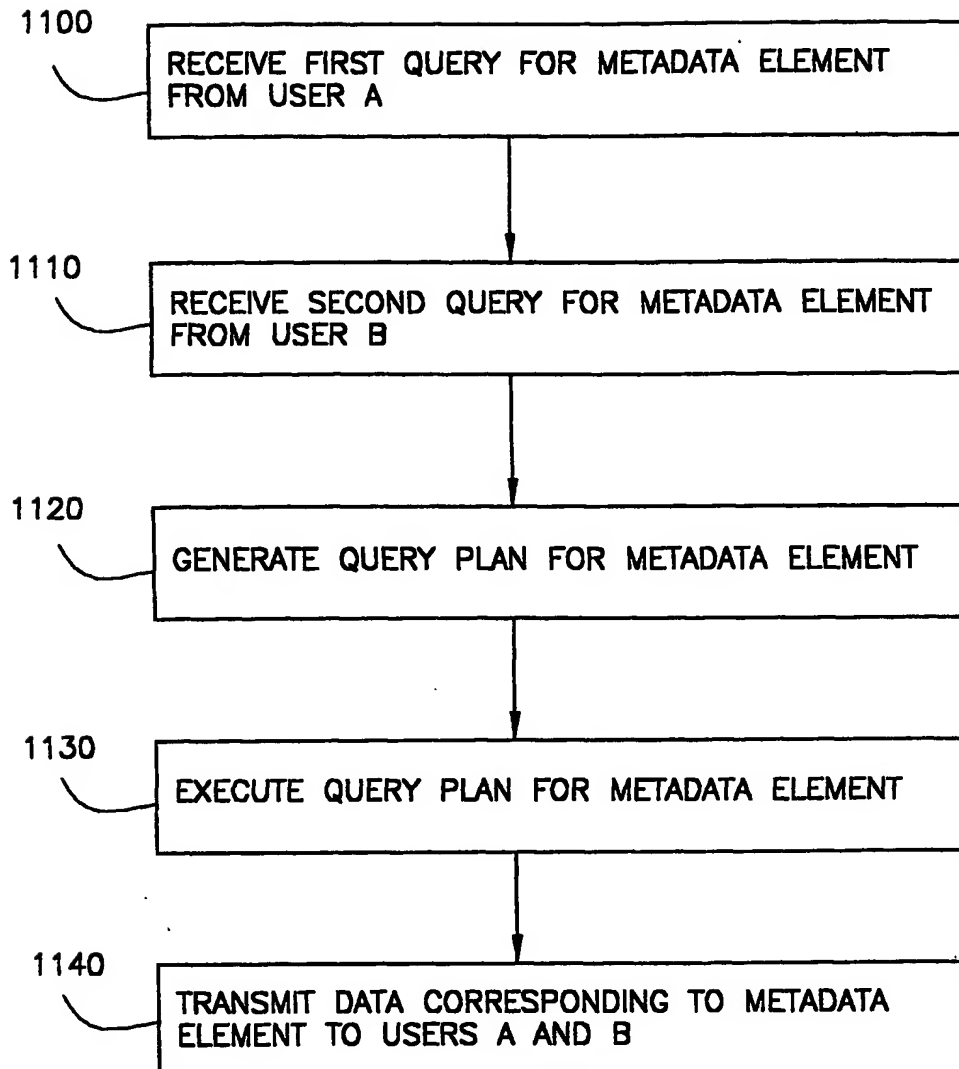 1100
RECEIVE FIRST QUERY FOR METADATA ELEMENT
FROM USER A
1110
RECEIVE SECOND QUERY FOR METADATA ELEMENT
FROM USER B
1120
GENERATE QUERY PLAN FOR METADATA ELEMENT
1130
EXECUTE QUERY PLAN FOR METADATA ELEMENT
1140
TRANSMIT DATA CORRESPONDING TO METADATA
ELEMENT TO USERS A AND B